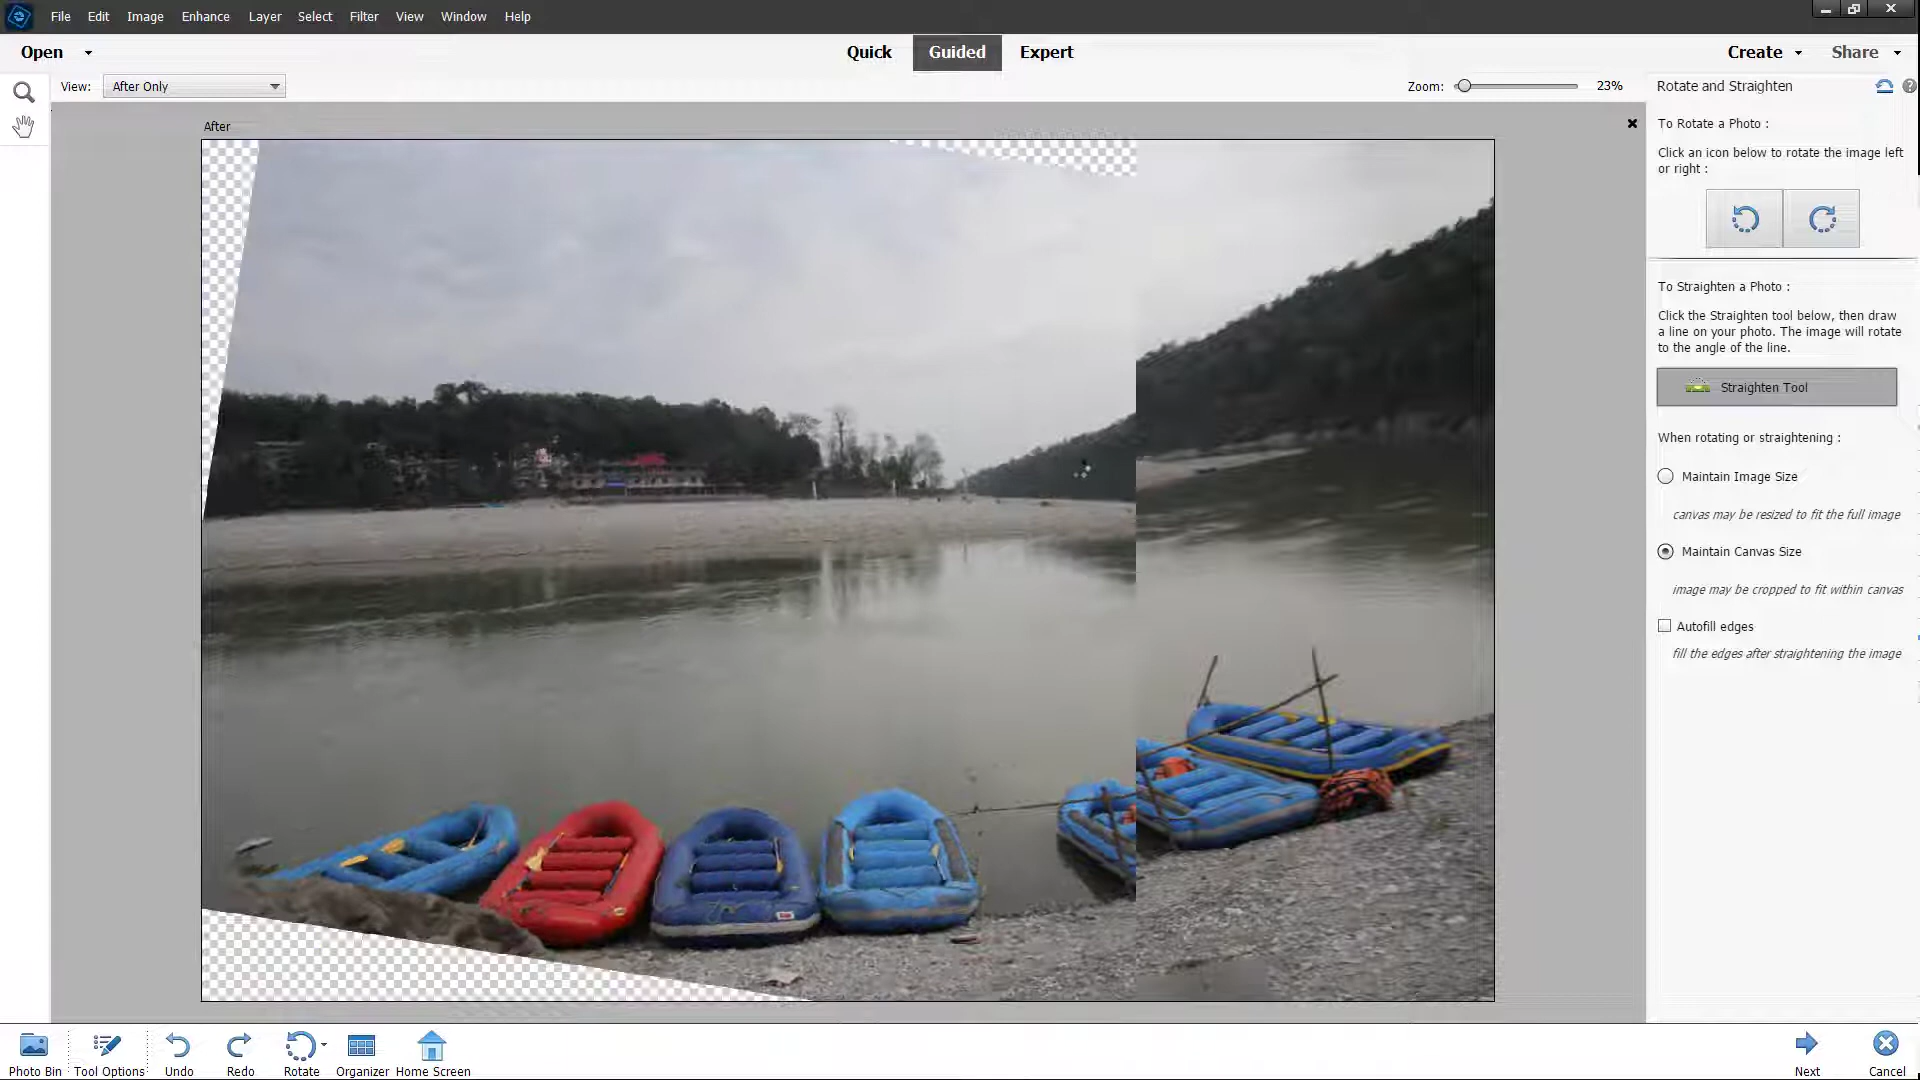 File Edit Image Enhance Layer Select Filter View Window Help
Open Quick Guided Expert Create Share
View: After Only Zoom: 23%
After
Rotate and Straighten
To Rotate a Photo :
Click an icon below to rotate the image left
or right :
To Straighten a Photo :
Click the Straighten tool below, then draw
a line on your photo. The image will rotate
to the angle of the line.
Straighten Tool
When rotating or straightening :
Maintain Image Size
canvas may be resized to fit the full image
Maintain Canvas Size
image may be cropped to fit within canvas
Autofill edges
fill the edges after straightening the image
Photo Bin Tool Options Undo Redo Rotate Organizer Home Screen Next Cancel